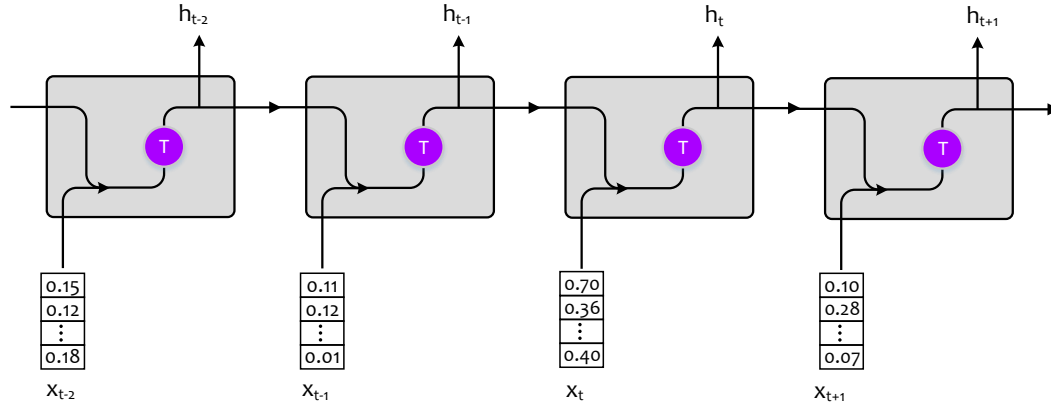 h_{t-2} h_{t-1} h_t h_{t+1}
T T T T
0.15 0.11 0.70 0.10
0.12 0.12 0.36 0.28
⋮ ⋮ ⋮ ⋮
0.18 0.01 0.40 0.07
x_{t-2} x_{t-1} x_t x_{t+1}